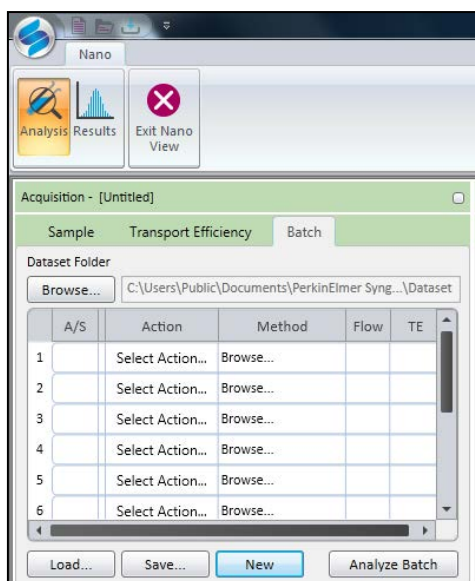 Nano
Analysis Results Exit Nano View
Acquisition - [Untitled]
Sample Transport Efficiency Batch
Dataset Folder
Browse... C:\Users\Public\Documents\PerkinElmer Syng...\Dataset
A/S Action Method Flow TE
1 Select Action... Browse...
2 Select Action... Browse...
3 Select Action... Browse...
4 Select Action... Browse...
5 Select Action... Browse...
6 Select Action... Browse...
Load... Save... New Analyze Batch